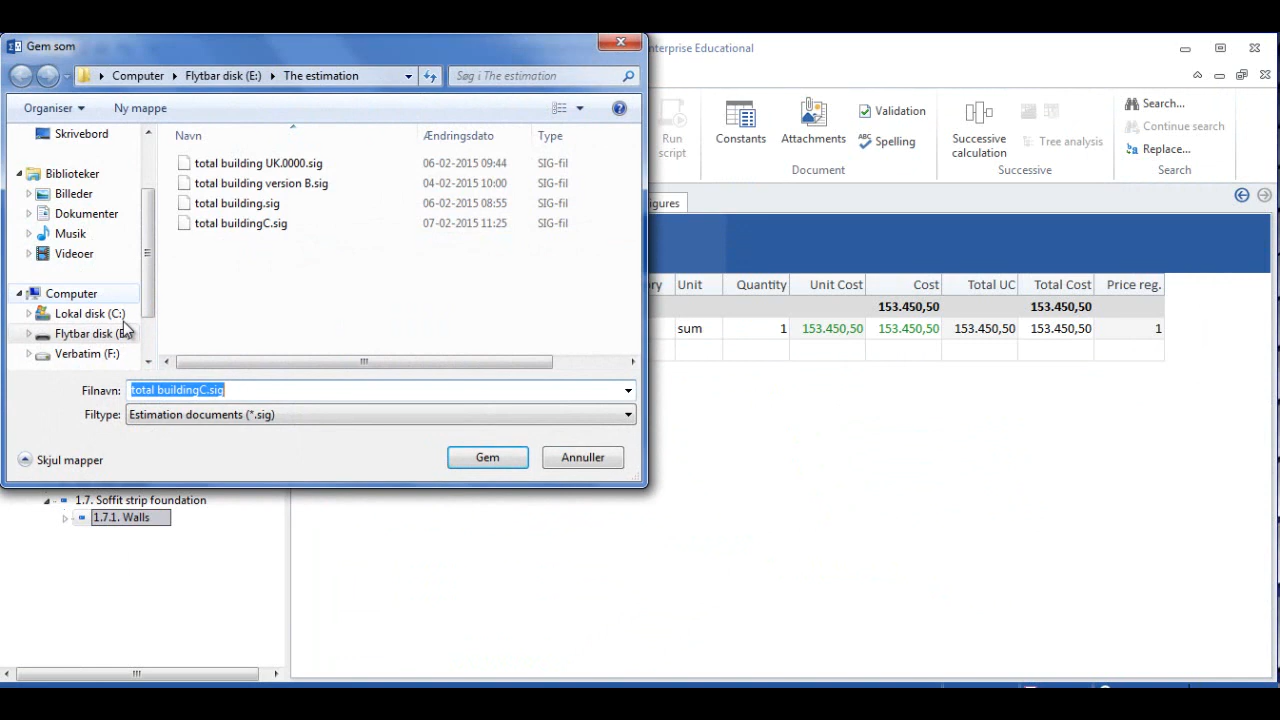 Gem som
Computer Flytbar disk (E:) The estimation
Søg i The estimation
Organiser Ny mappe
Skrivebord
Biblioteker
Billeder
Dokumenter
Musik
Videoer
Computer
Lokal disk (C:)
Flytbar disk (E:
Verbatim (F:)
Navn Ændringsdato Type
total building UK.0000.sig 06-02-2015 09:44 SIG-fil
total building version B.sig 04-02-2015 10:00 SIG-fil
total building.sig 06-02-2015 08:55 SIG-fil
total buildingC.sig 07-02-2015 11:25 SIG-fil
Filnavn: total buildingC.sig
Filtype: Estimation documents (*.sig)
Skjul mapper Gem Annuller
nterprise Educational
Run
script
Constants
Attachments
Validation
ABC
Spelling
Document
Successive
calculation
Tree analysis
Successive
Search...
Continue search
Replace...
Search
igures
ry Unit Quantity Unit Cost Cost Total UC Total Cost Price reg.
153.450,50 153.450,50
sum 1 153.450,50 153.450,50 153.450,50 153.450,50 1
1.7. Soffit strip foundation
1.7.1. Walls